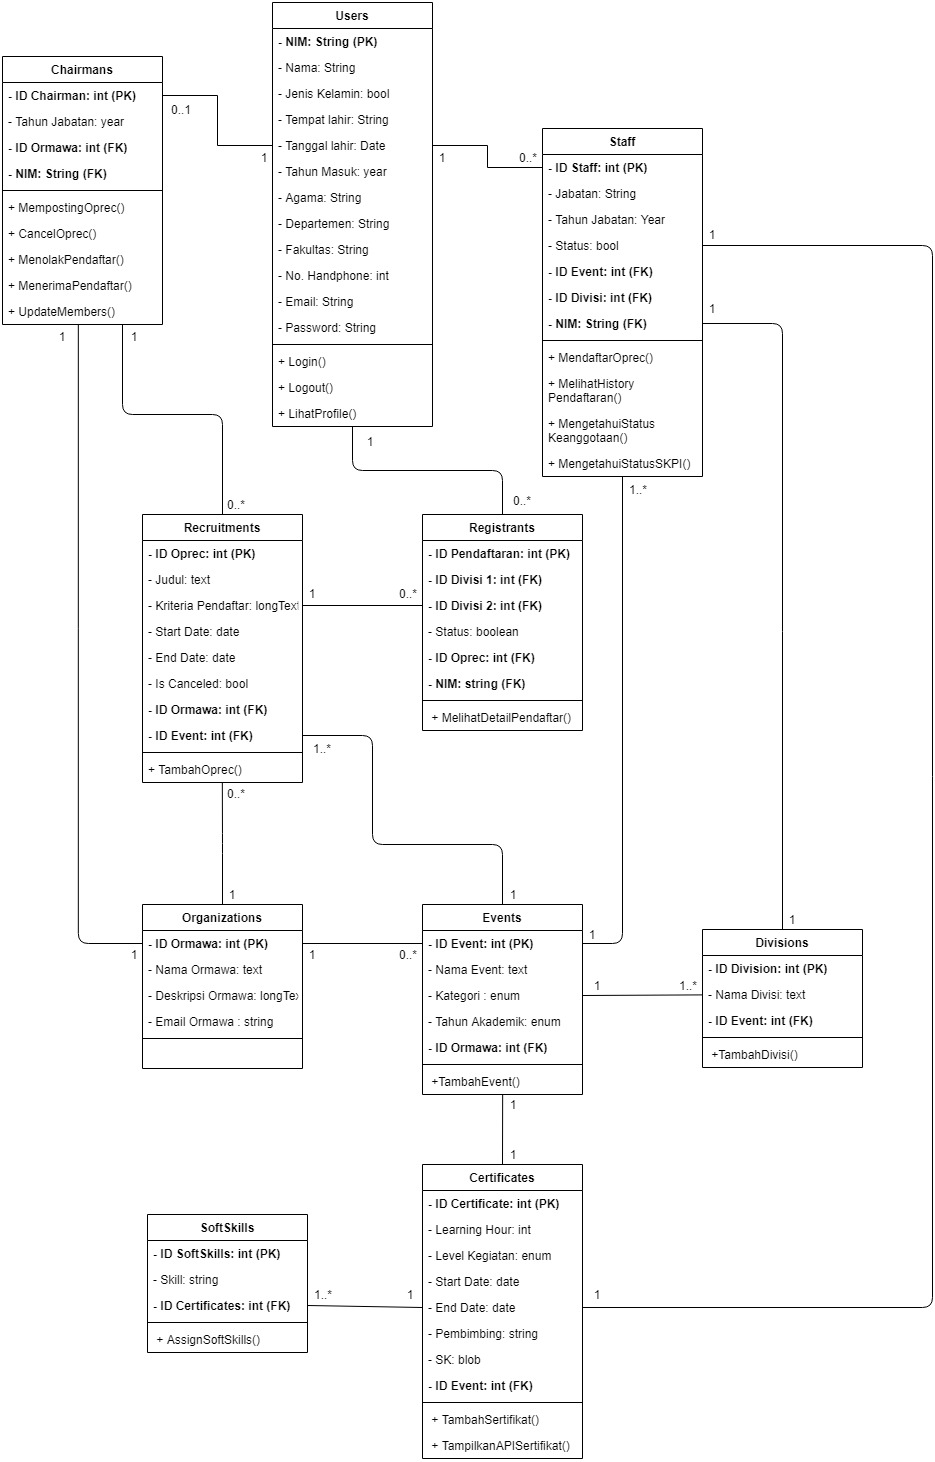 Users
- NIM: String (PK)
- Nama: String
- Jenis Kelamin: bool
- Tempat lahir: String
- Tanggal lahir: Date
- Tahun Masuk: year
- Agama: String
- Departemen: String
- Fakultas: String
- No. Handphone: int
- Email: String
- Password: String
+ Login()
+ Logout()
+ LihatProfile()
Chairmans
- ID Chairman: int (PK)
- Tahun Jabatan: year
- ID Ormawa: int (FK)
- NIM: String (FK)
+ MempostingOprec()
+ CancelOprec()
+ MenolakPendaftar()
+ MenerimaPendaftar()
+ UpdateMembers()
0..1
1
1
0..*
Staff
- ID Staff: int (PK)
- Jabatan: String
- Tahun Jabatan: Year
- Status: bool
- ID Event: int (FK)
- ID Divisi: int (FK)
- NIM: String (FK)
+ MendaftarOprec()
+ MelihatHistory
Pendaftaran()
+ MengetahuiStatus
Keanggotaan()
+ MengetahuiStatusSKPI()
1
1
1
1
1
1..*
0..*
0..*
Recruitments
- ID Oprec: int (PK)
- Judul: text
- Kriteria Pendaftar: longText
- Start Date: date
- End Date: date
- Is Canceled: bool
- ID Ormawa: int (FK)
- ID Event: int (FK)
+ TambahOprec()
1
0..*
Registrants
- ID Pendaftaran: int (PK)
- ID Divisi 1: int (FK)
- ID Divisi 2: int (FK)
- Status: boolean
- ID Oprec: int (FK)
- NIM: string (FK)
+ MelihatDetailPendaftar()
1..*
0..*
1
1
1
1
Organizations
- ID Ormawa: int (PK)
- Nama Ormawa: text
- Deskripsi Ormawa: longTex
- Email Ormawa : string
1
1
0..*
Events
- ID Event: int (PK)
- Nama Event: text
- Kategori : enum
- Tahun Akademik: enum
- ID Ormawa: int (FK)
+TambahEvent()
1
1..*
Divisions
- ID Division: int (PK)
- Nama Divisi: text
- ID Event: int (FK)
+TambahDivisi()
1
1
Certificates
- ID Certificate: int (PK)
- Learning Hour: int
- Level Kegiatan: enum
- Start Date: date
- End Date: date
- Pembimbing: string
- SK: blob
- ID Event: int (FK)
+ TambahSertifikat()
+ TampilkanAPISertifikat()
1
SoftSkills
- ID SoftSkills: int (PK)
- Skill: string
- ID Certificates: int (FK)
+ AssignSoftSkills()
1..*
1